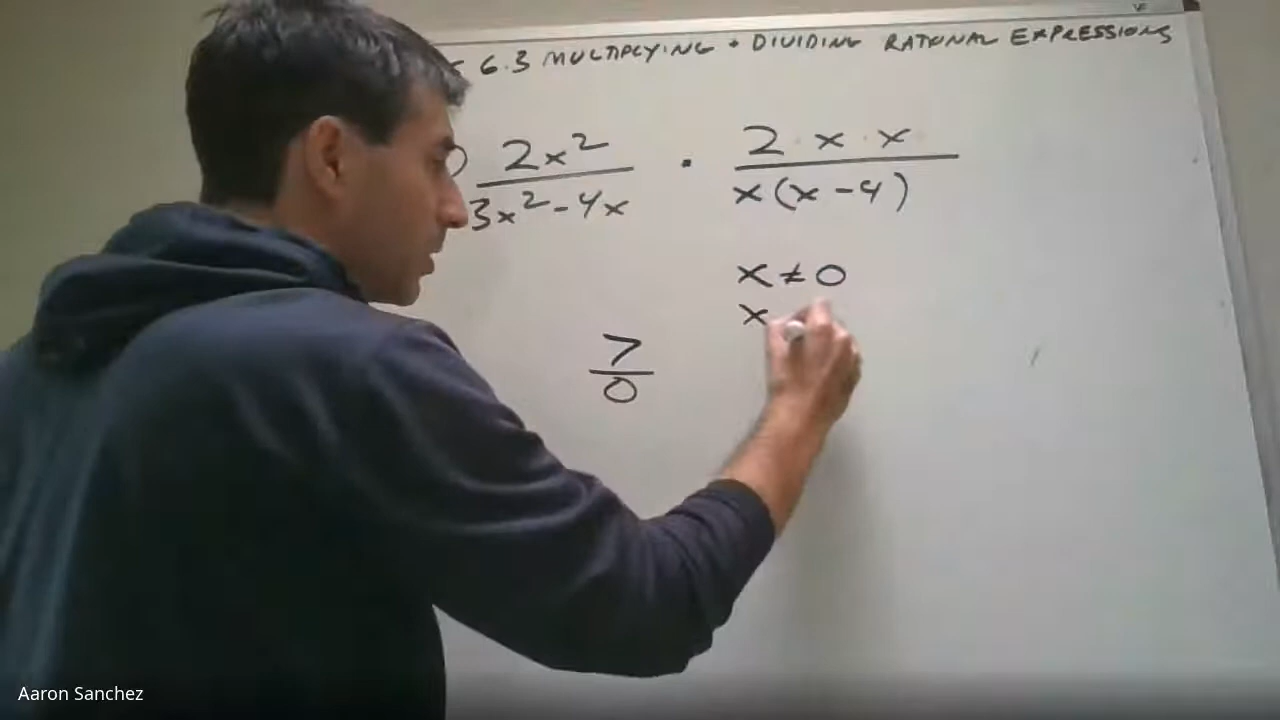 6.3 MULTIPLYING + DIVIDING RATIONAL EXPRESSIONS
) 2x² / 3x²-4x · 2·x·x / x(x-4)
x≠0
x
7/0
Aaron Sanchez